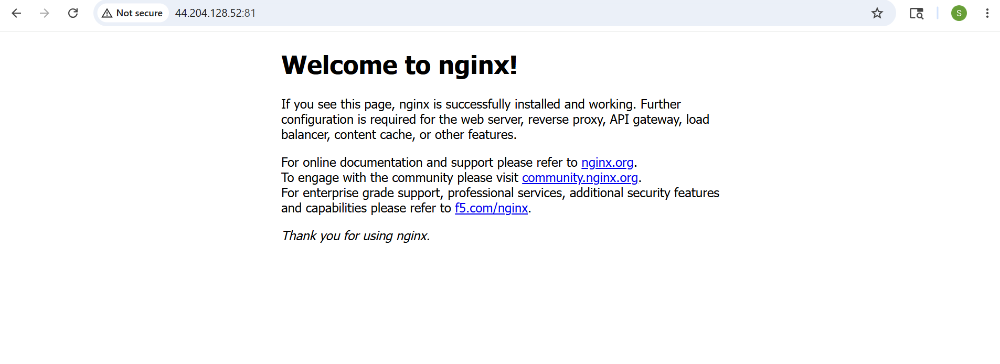 Not secure
44.204.128.52:81
S
Welcome to nginx!
If you see this page, nginx is successfully installed and working. Further
configuration is required for the web server, reverse proxy, API gateway, load
balancer, content cache, or other features.
For online documentation and support please refer to nginx.org.
To engage with the community please visit community.nginx.org.
For enterprise grade support, professional services, additional security features
and capabilities please refer to f5.com/nginx.
Thank you for using nginx.